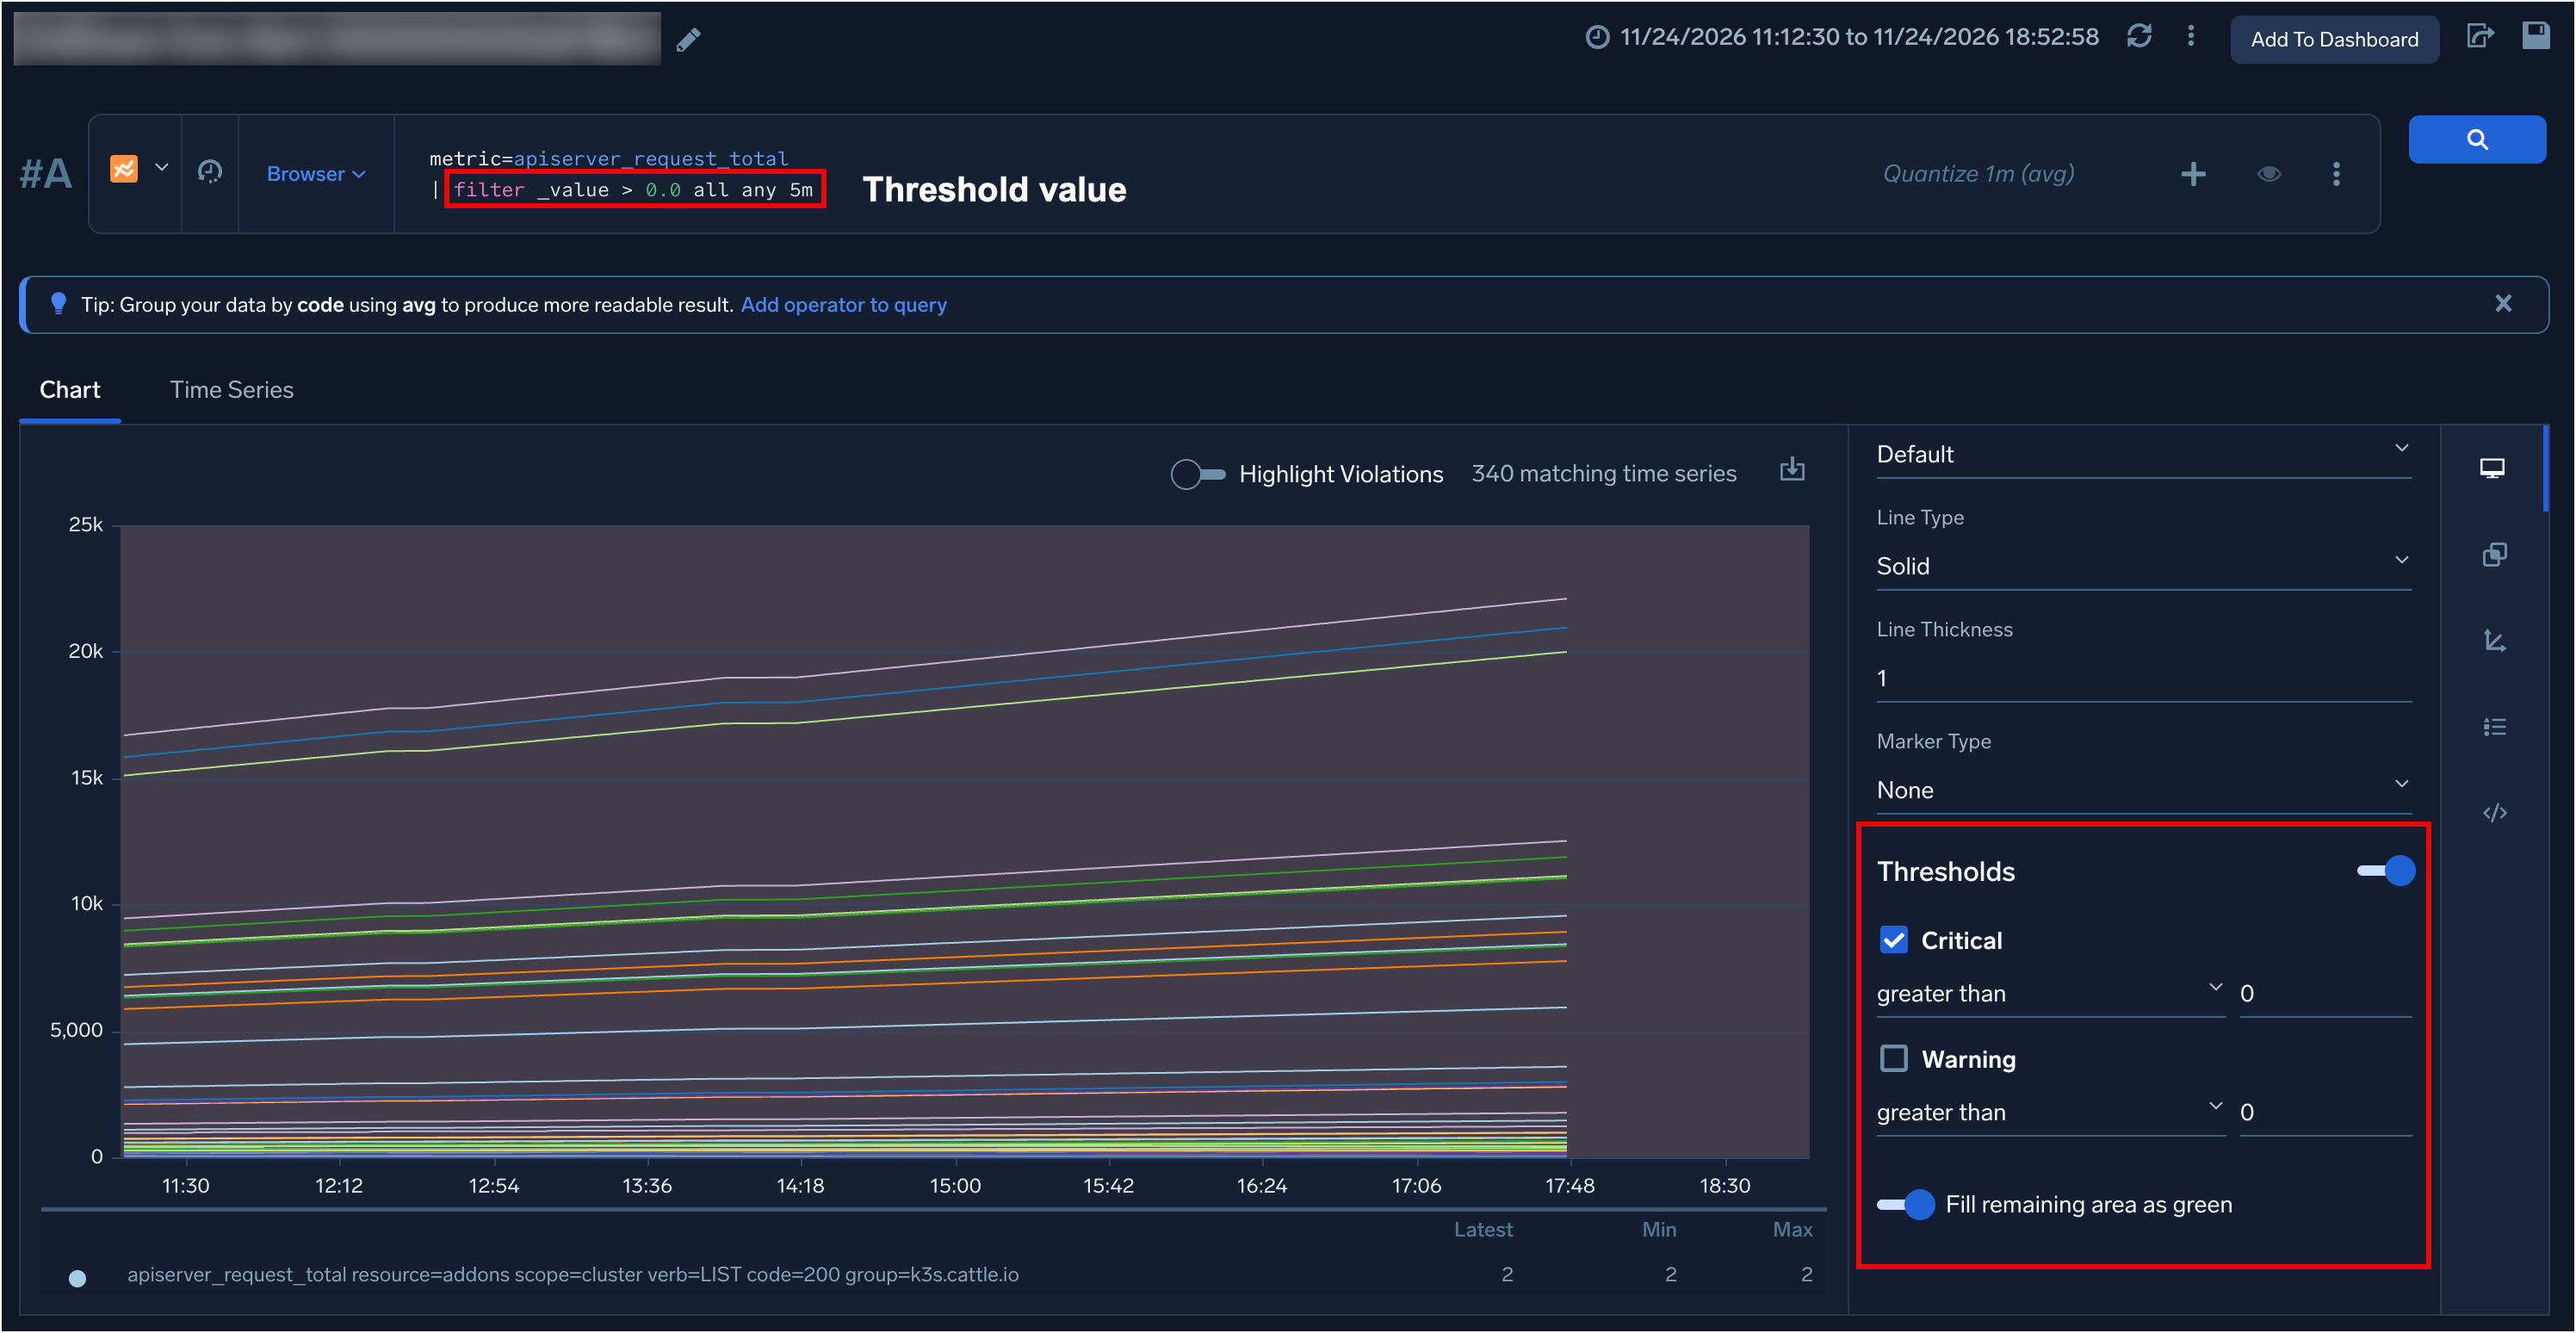 11/24/2026 11:12:30 to 11/24/2026 18:52:58
Add To Dashboard
#A
Browser
metric=apiserver_request_total
| filter _value > 0.0 all any 5m
Threshold value
Quantize 1m (avg)
Tip: Group your data by code using avg to produce more readable result. Add operator to query
Chart
Time Series
Highlight Violations
340 matching time series
25k
20k
15k
10k
5,000
0
11:30
12:12
12:54
13:36
14:18
15:00
15:42
16:24
17:06
17:48
18:30
Latest
Min
Max
apiserver_request_total resource=addons scope=cluster verb=LIST code=200 group=k3s.cattle.io
2
2
2
Default
Line Type
Solid
Line Thickness
1
Marker Type
None
Thresholds
Critical
greater than
0
Warning
greater than
0
Fill remaining area as green